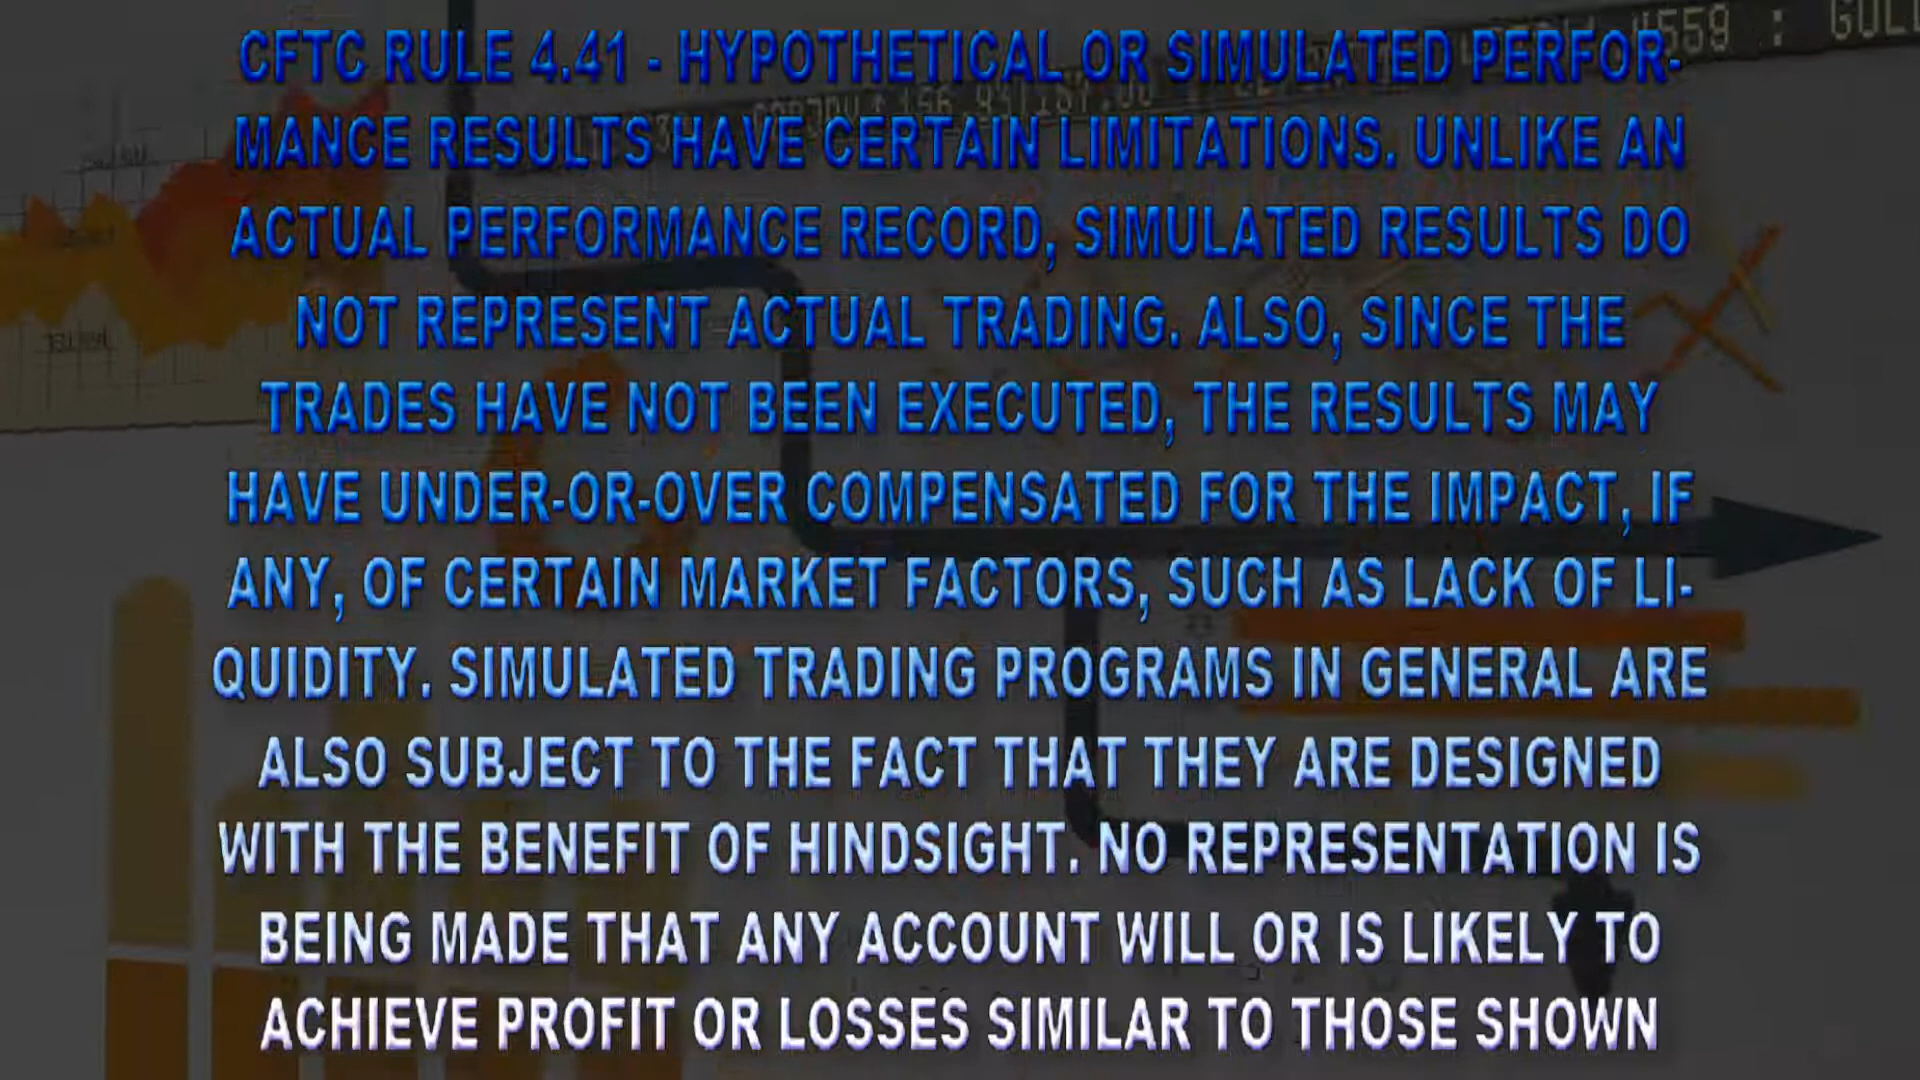 CFTC RULE 4.41 - HYPOTHETICAL OR SIMULATED PERFOR-
MANCE RESULTS HAVE CERTAIN LIMITATIONS. UNLIKE AN
ACTUAL PERFORMANCE RECORD, SIMULATED RESULTS DO
NOT REPRESENT ACTUAL TRADING. ALSO, SINCE THE
TRADES HAVE NOT BEEN EXECUTED, THE RESULTS MAY
HAVE UNDER-OR-OVER COMPENSATED FOR THE IMPACT, IF
ANY, OF CERTAIN MARKET FACTORS, SUCH AS LACK OF LI-
QUIDITY. SIMULATED TRADING PROGRAMS IN GENERAL ARE
ALSO SUBJECT TO THE FACT THAT THEY ARE DESIGNED
WITH THE BENEFIT OF HINDSIGHT. NO REPRESENTATION IS
BEING MADE THAT ANY ACCOUNT WILL OR IS LIKELY TO
ACHIEVE PROFIT OR LOSSES SIMILAR TO THOSE SHOWN